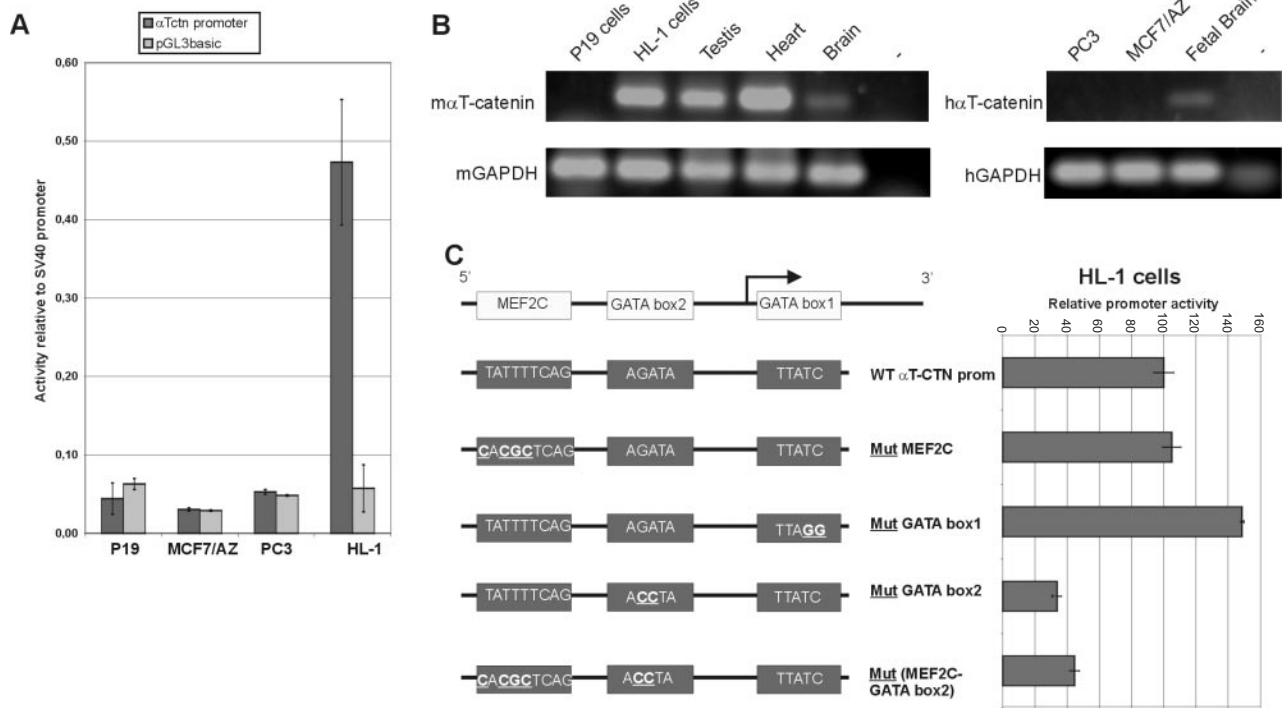 A
αTctn promoter
pGL3basic
Activity relative to SV40 promoter
0,60
0,50
0,40
0,30
0,20
0,10
0,00
P19 MCF7/AZ PC3 HL-1
B
P19 cells HL-1 cells Testis Heart Brain -
mαT-catenin
mGAPDH
PC3 MCF7/AZ Fetal Brain -
hαT-catenin
hGAPDH
C
5' 3'
MEF2C GATA box2 GATA box1
HL-1 cells
Relative promoter activity
0 20 40 60 80 100 120 140 160
TATTTTCAG AGATA TTATC WT αT-CTN prom
CACGCTCAG AGATA TTATC Mut MEF2C
TATTTTCAG AGATA TTAGG Mut GATA box1
TATTTTCAG ACCTA TTATC Mut GATA box2
CACGCTCAG ACCTA TTATC Mut (MEF2C-
GATA box2)